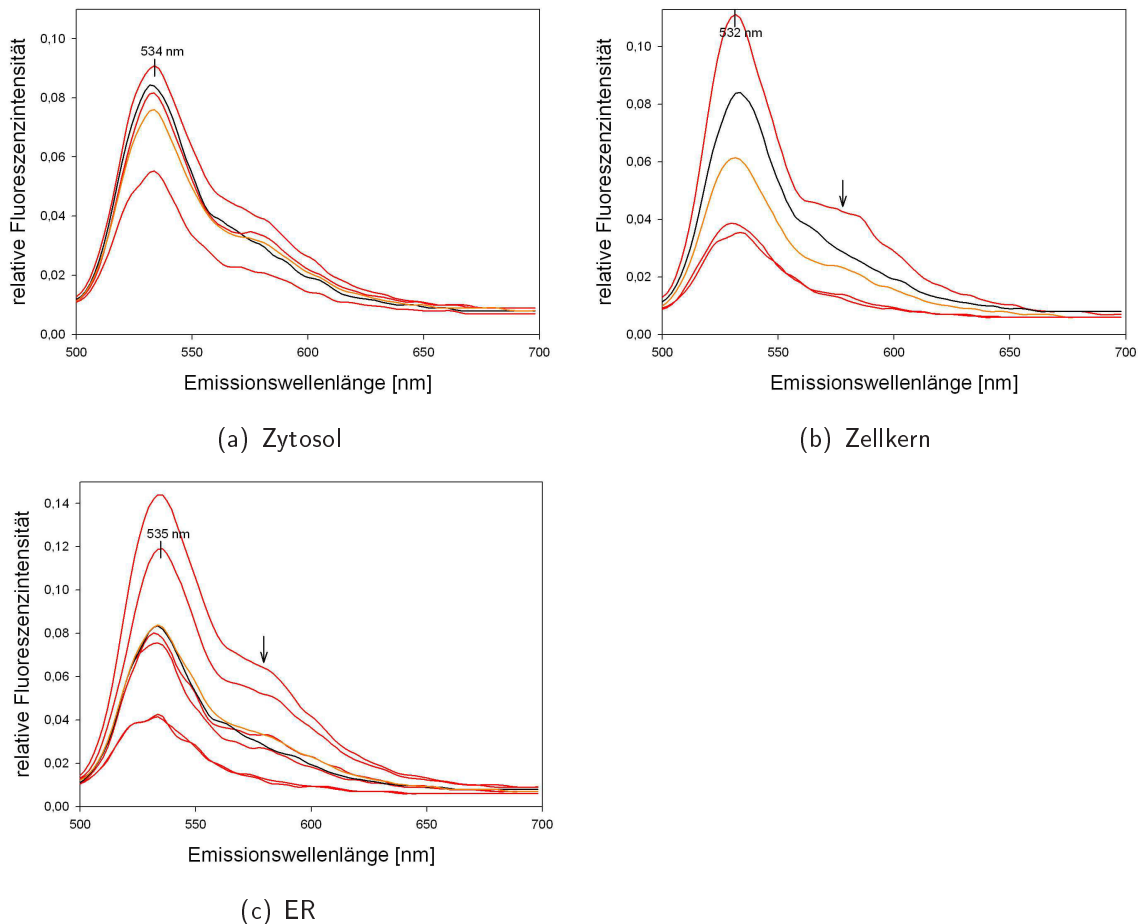 relative Fluoreszenzintensität
0,10
0,08
0,06
0,04
0,02
0,00
534 nm
500
550
600
650
700
Emissionswellenlänge [nm]
(a) Zytosol
relative Fluoreszenzintensität
0,10
0,08
0,06
0,04
0,02
0,00
532 nm
500
550
600
650
700
Emissionswellenlänge [nm]
(b) Zellkern
relative Fluoreszenzintensität
0,14
0,12
0,10
0,08
0,06
0,04
0,02
0,00
535 nm
500
550
600
650
700
Emissionswellenlänge [nm]
(c) ER